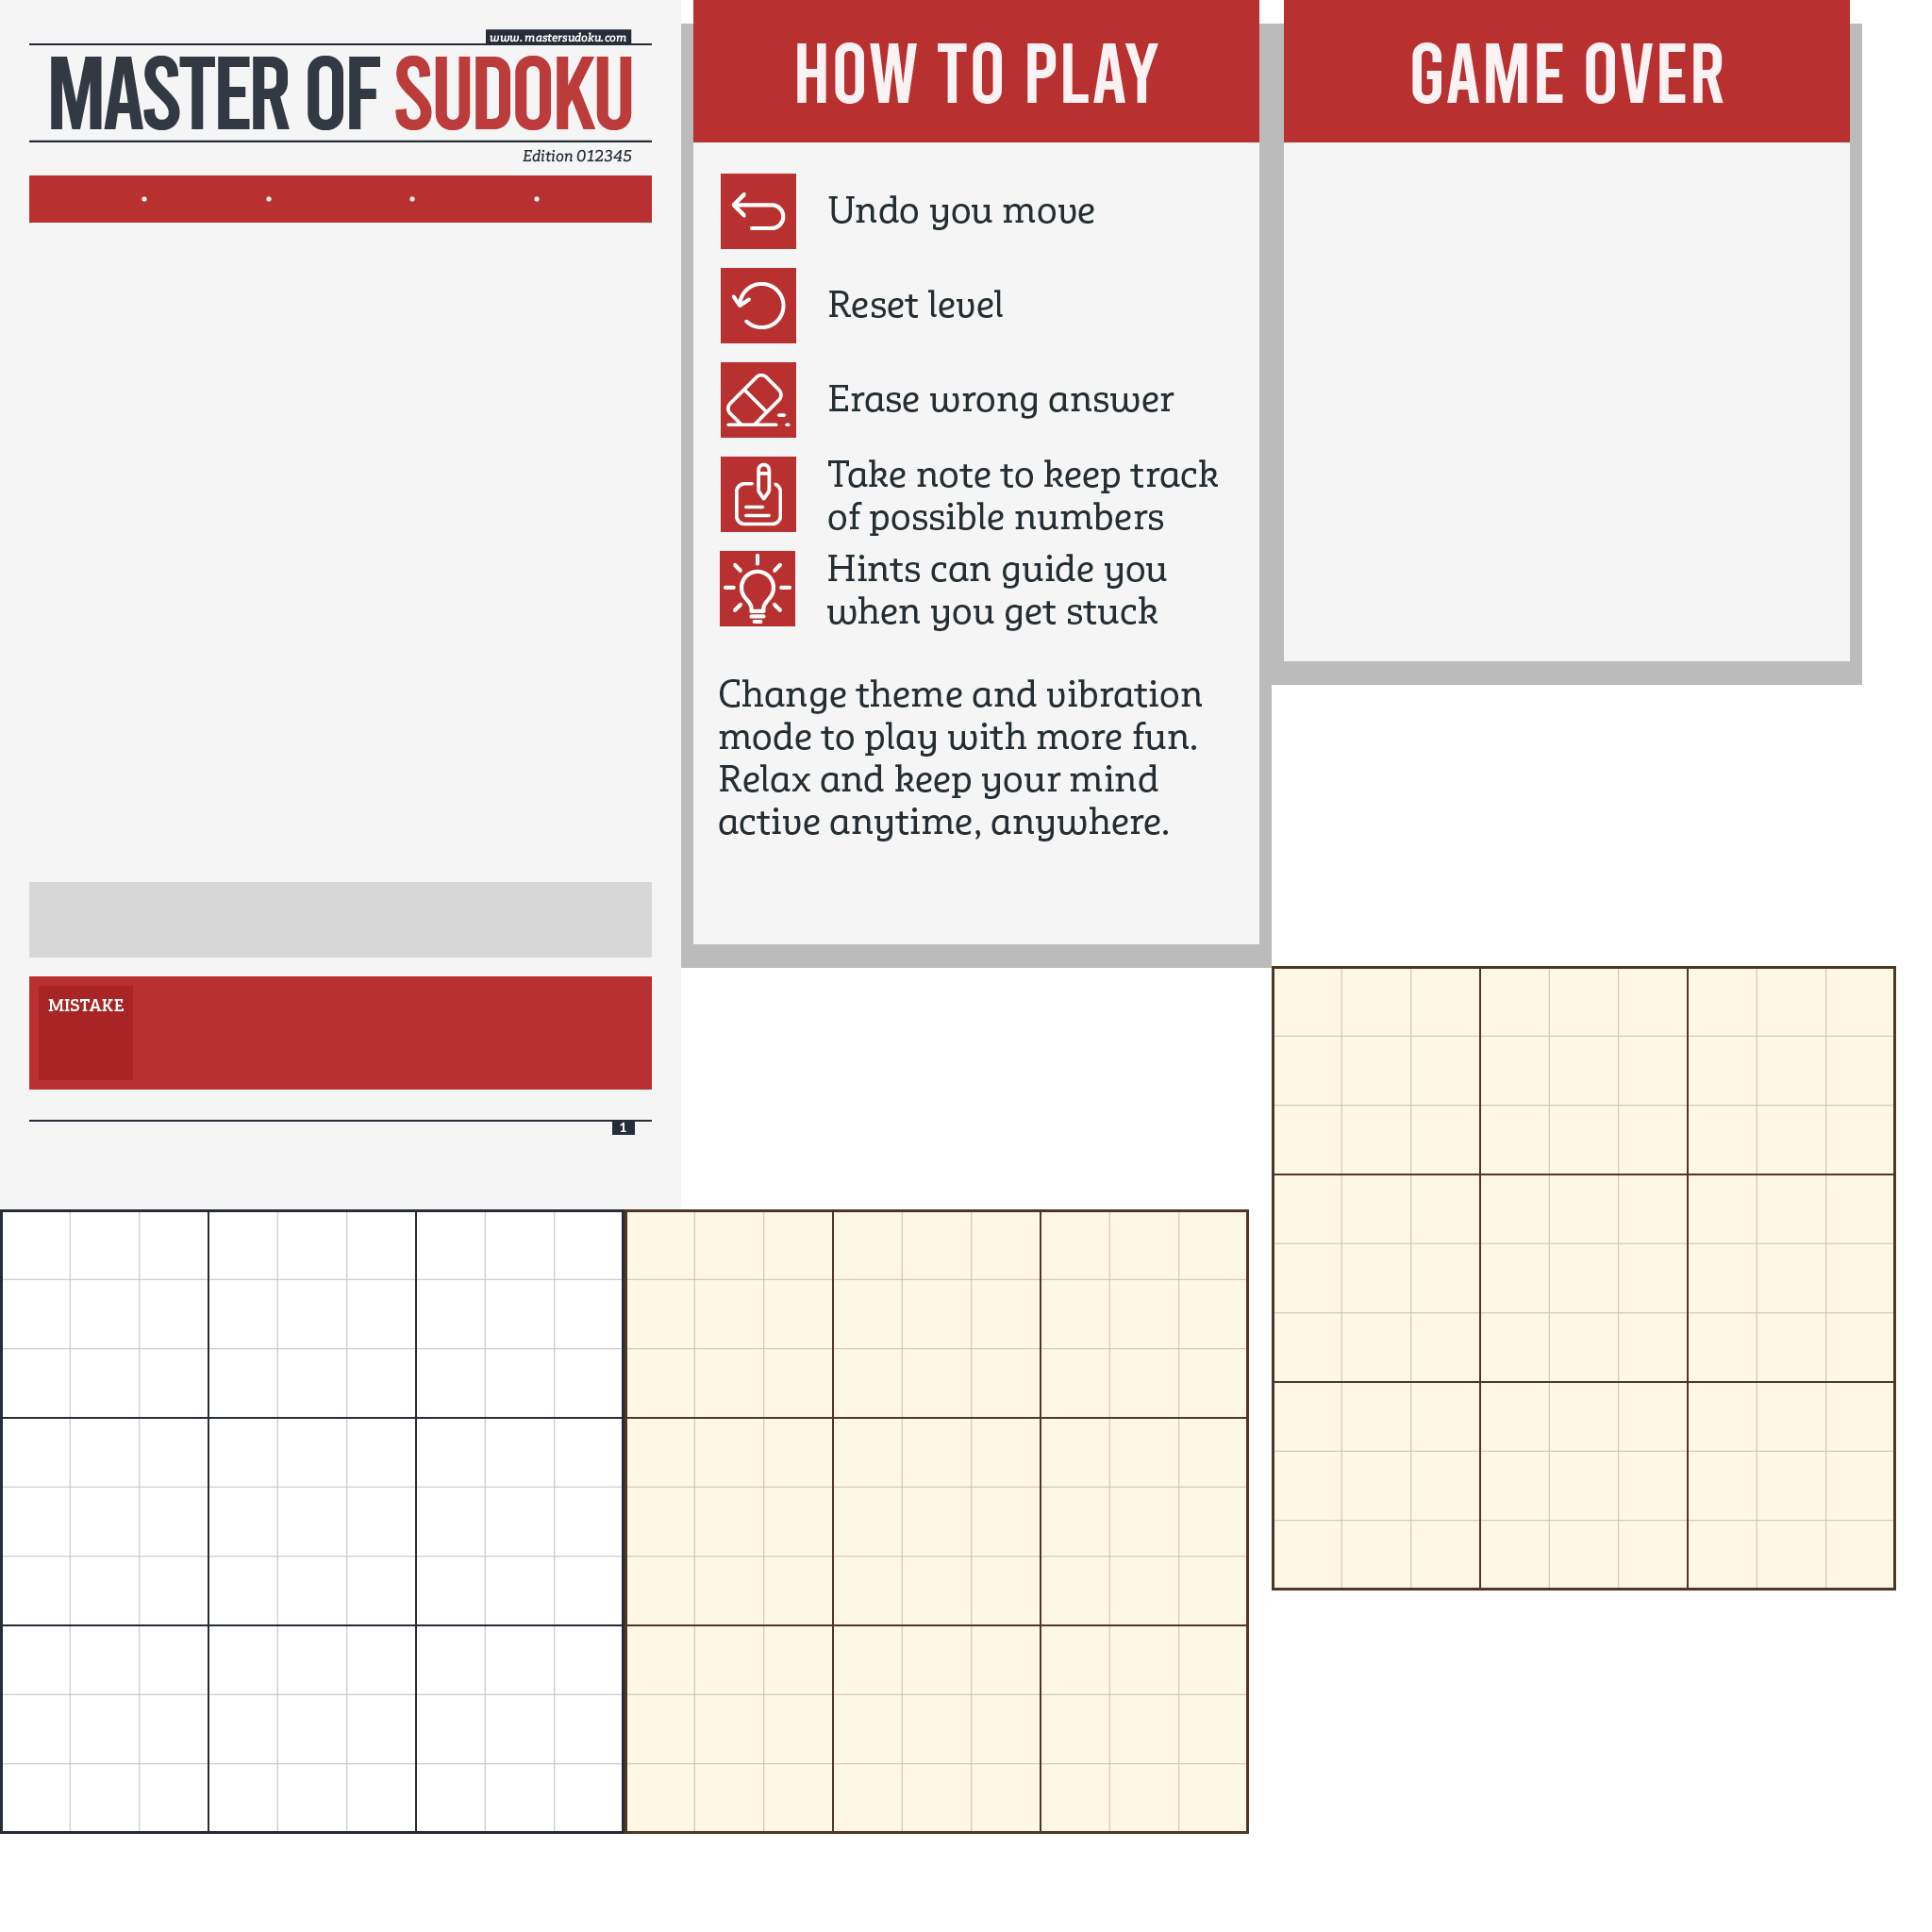 www. mastersudoku.com
MASTER OF SUDOKU
Edition 012345
MISTAKE
1
HOW TO PLAY
Undo you move
Reset level
Erase wrong answer
Take note to keep track
of possible numbers
Hints can guide you
when you get stuck
Change theme and vibration
mode to play with more fun.
Relax and keep your mind
active anytime, anywhere.
GAME OVER